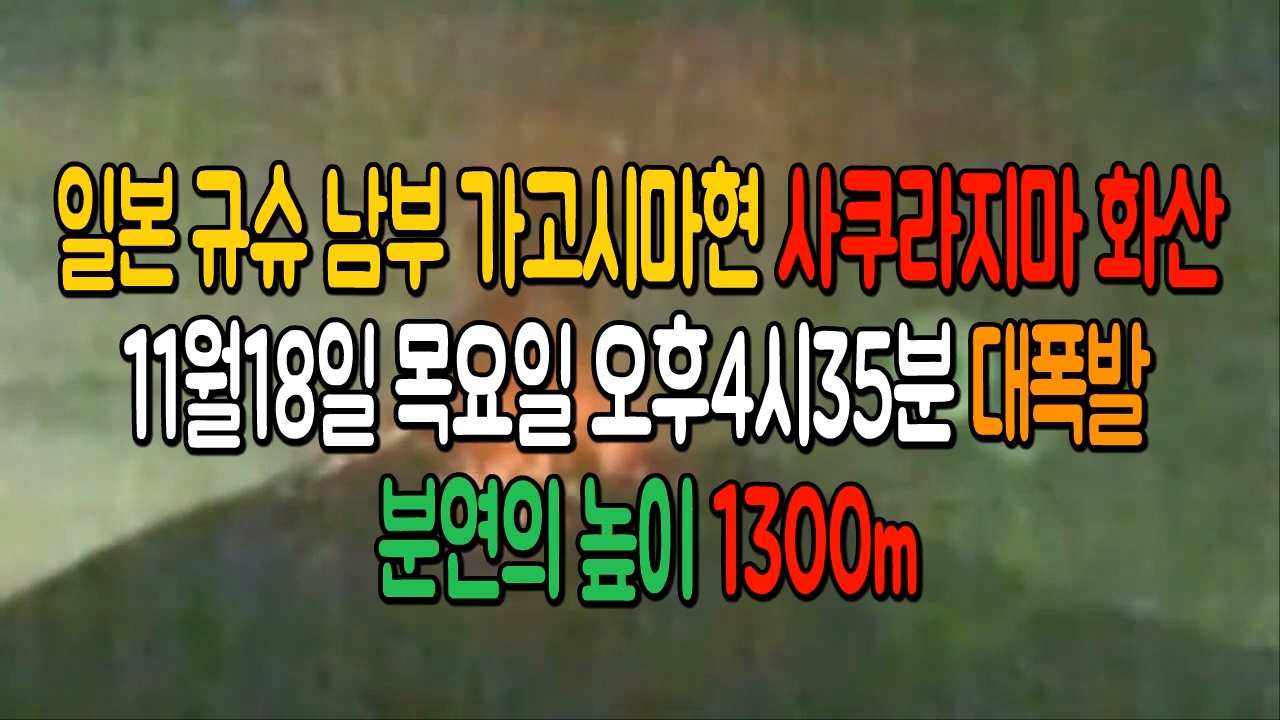 일본 규슈 남부 가고시마현 사쿠라지마 화산
11월18일 목요일 오후4시35분 대폭발
분연의 높이 1300m